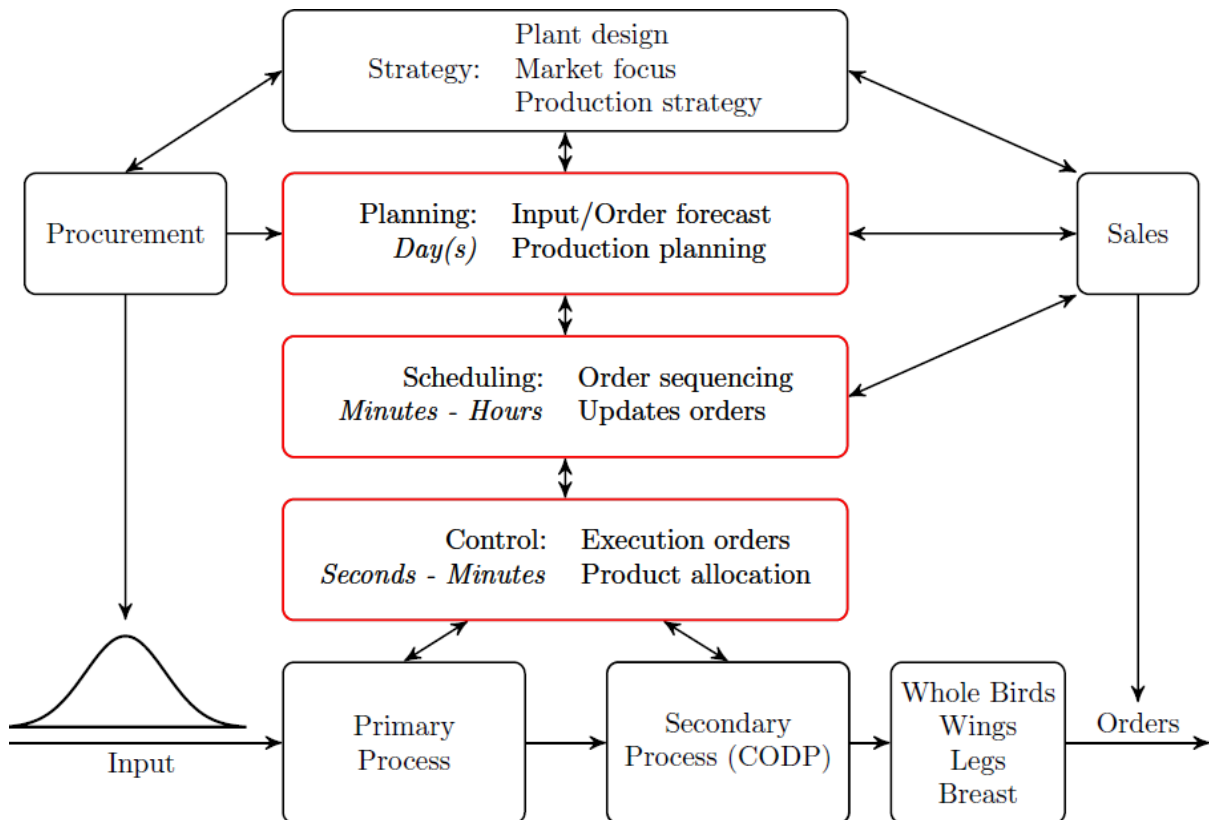 Plant design
Strategy: Market focus
Production strategy
Procurement
Planning: Input/Order forecast
Day(s) Production planning
Sales
Scheduling: Order sequencing
Minutes - Hours Updates orders
Control: Execution orders
Seconds - Minutes Product allocation
Input
Primary
Process
Secondary
Process (CODP)
Whole Birds
Wings
Legs
Breast
Orders